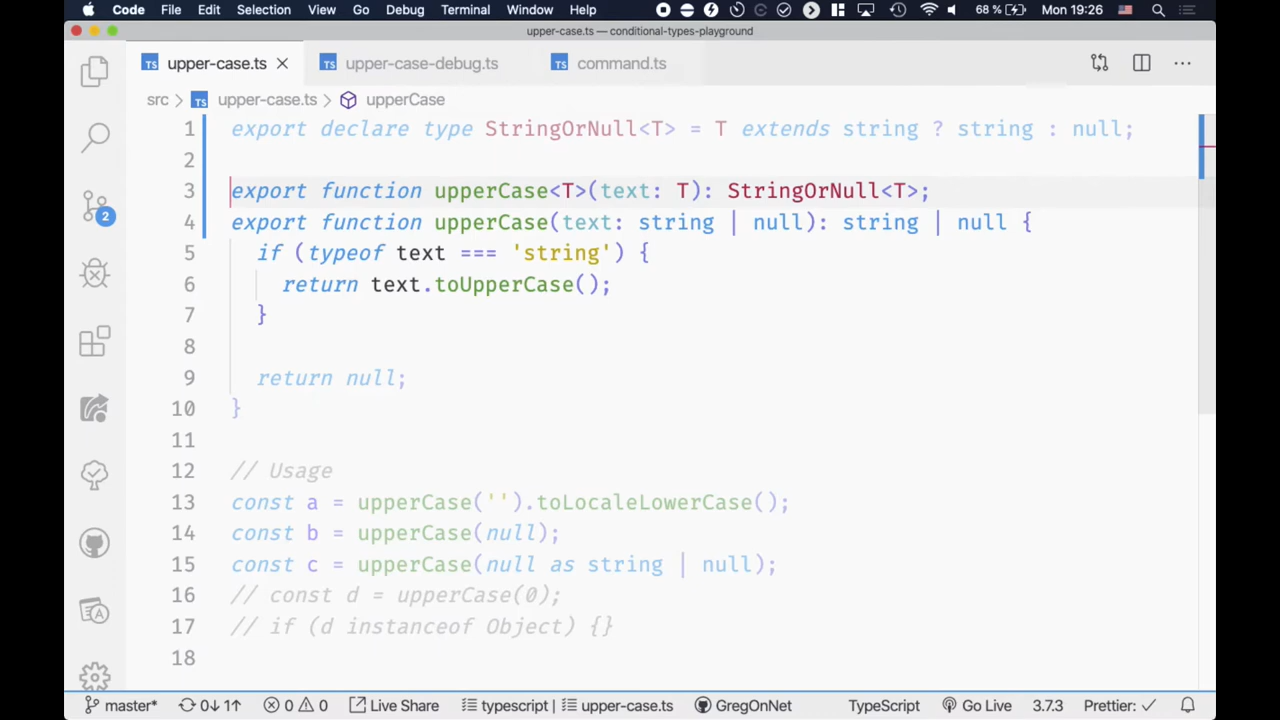 Code File Edit Selection View Go Debug Terminal Window Help 68 % Mon 19:26
upper-case.ts — conditional-types-playground
TS upper-case.ts TS upper-case-debug.ts TS command.ts
src > TS upper-case.ts > upperCase
1 export declare type StringOrNull<T> = T extends string ? string : null;
2
3 export function upperCase<T>(text: T): StringOrNull<T>;
4 export function upperCase(text: string | null): string | null {
5 if (typeof text === 'string') {
6 return text.toUpperCase();
7 }
8
9 return null;
10 }
11
12 // Usage
13 const a = upperCase('').toLocaleLowerCase();
14 const b = upperCase(null);
15 const c = upperCase(null as string | null);
16 // const d = upperCase(0);
17 // if (d instanceof Object) {}
18
2
master* 0↓ 1↑ 0 0 Live Share typescript | upper-case.ts GregOnNet TypeScript Go Live 3.7.3 Prettier: ✓